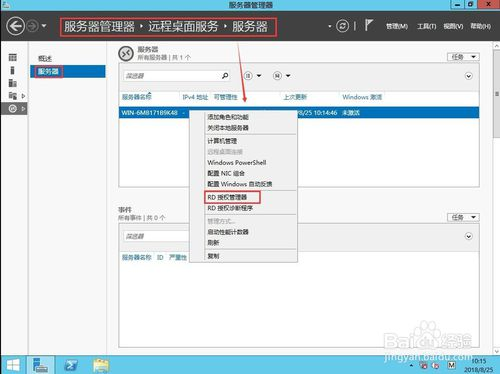 服务器管理器
服务器管理器 · 远程桌面服务 · 服务器
管理(M) 工具(T) 视图(V) 帮助(H)
概述
服务器
服务器
所有服务器 | 共 1 个
任务
筛选器
服务器名称 IPv4 地址 可管理性 上次更新 Windows 激活
WIN-6MB171B9K48 - /8/25 10:14:46 未激活
添加角色和功能
关闭本地服务器
计算机管理
远程桌面连接
Windows PowerShell
配置 NIC 组合
配置 Windows 自动反馈
RD 授权管理器
RD 授权诊断程序
管理方式...
启动性能计数器
刷新
复制
事件
所有事件 | 共 0 个
任务
筛选器
服务器名称 ID 严重性
Baidu 经验
jingyan.baidu.com
10:15
2018/8/25
M